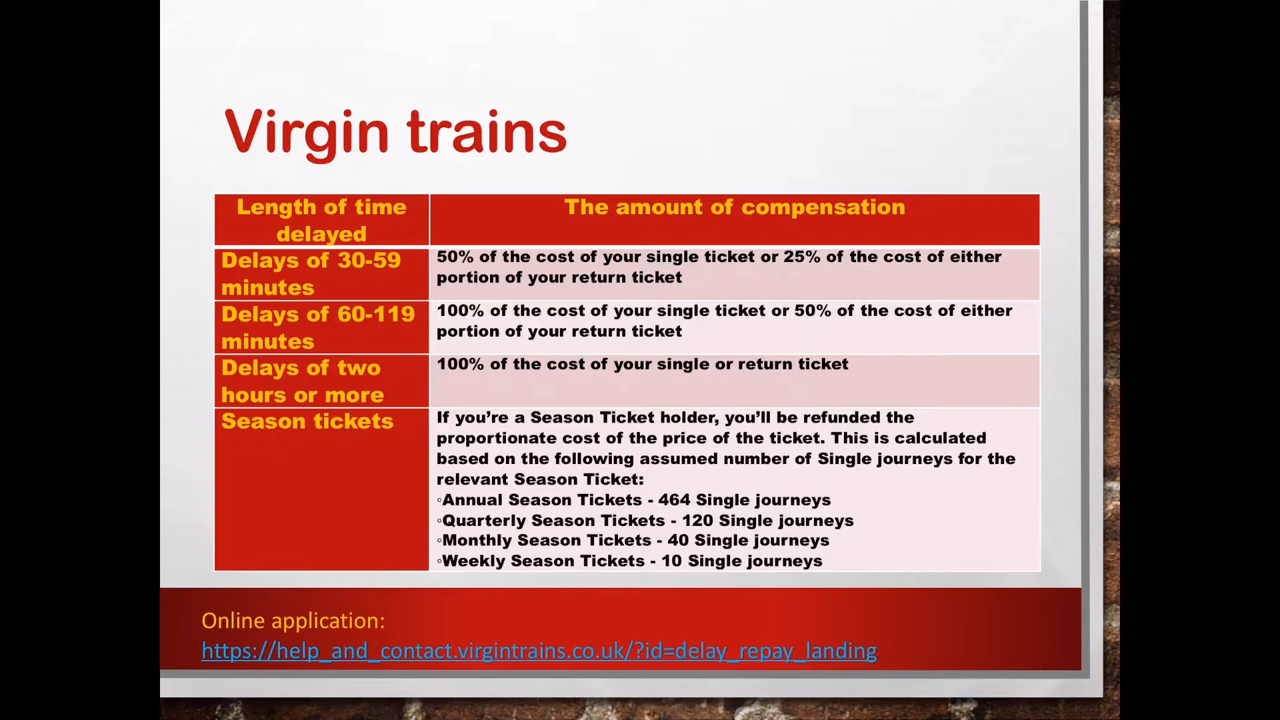 Virgin trains
Length of time
delayed
The amount of compensation
Delays of 30-59
minutes
50% of the cost of your single ticket or 25% of the cost of either
portion of your return ticket
Delays of 60-119
minutes
100% of the cost of your single ticket or 50% of the cost of either
portion of your return ticket
Delays of two
hours or more
100% of the cost of your single or return ticket
Season tickets
If you’re a Season Ticket holder, you’ll be refunded the
proportionate cost of the price of the ticket. This is calculated
based on the following assumed number of Single journeys for the
relevant Season Ticket:
◦Annual Season Tickets - 464 Single journeys
◦Quarterly Season Tickets - 120 Single journeys
◦Monthly Season Tickets - 40 Single journeys
◦Weekly Season Tickets - 10 Single journeys
Online application:
https://help_and_contact.virgintrains.co.uk/?id=delay_repay_landing